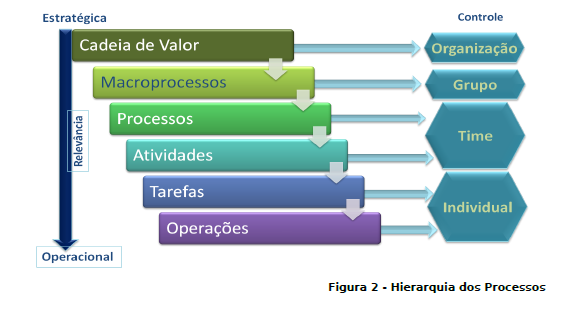 Estratégica
Controle
Cadeia de Valor
Organização
Macroprocessos
Grupo
Processos
Time
Relevância
Atividades
Tarefas
Individual
Operações
Operacional
Figura 2 - Hierarquia dos Processos